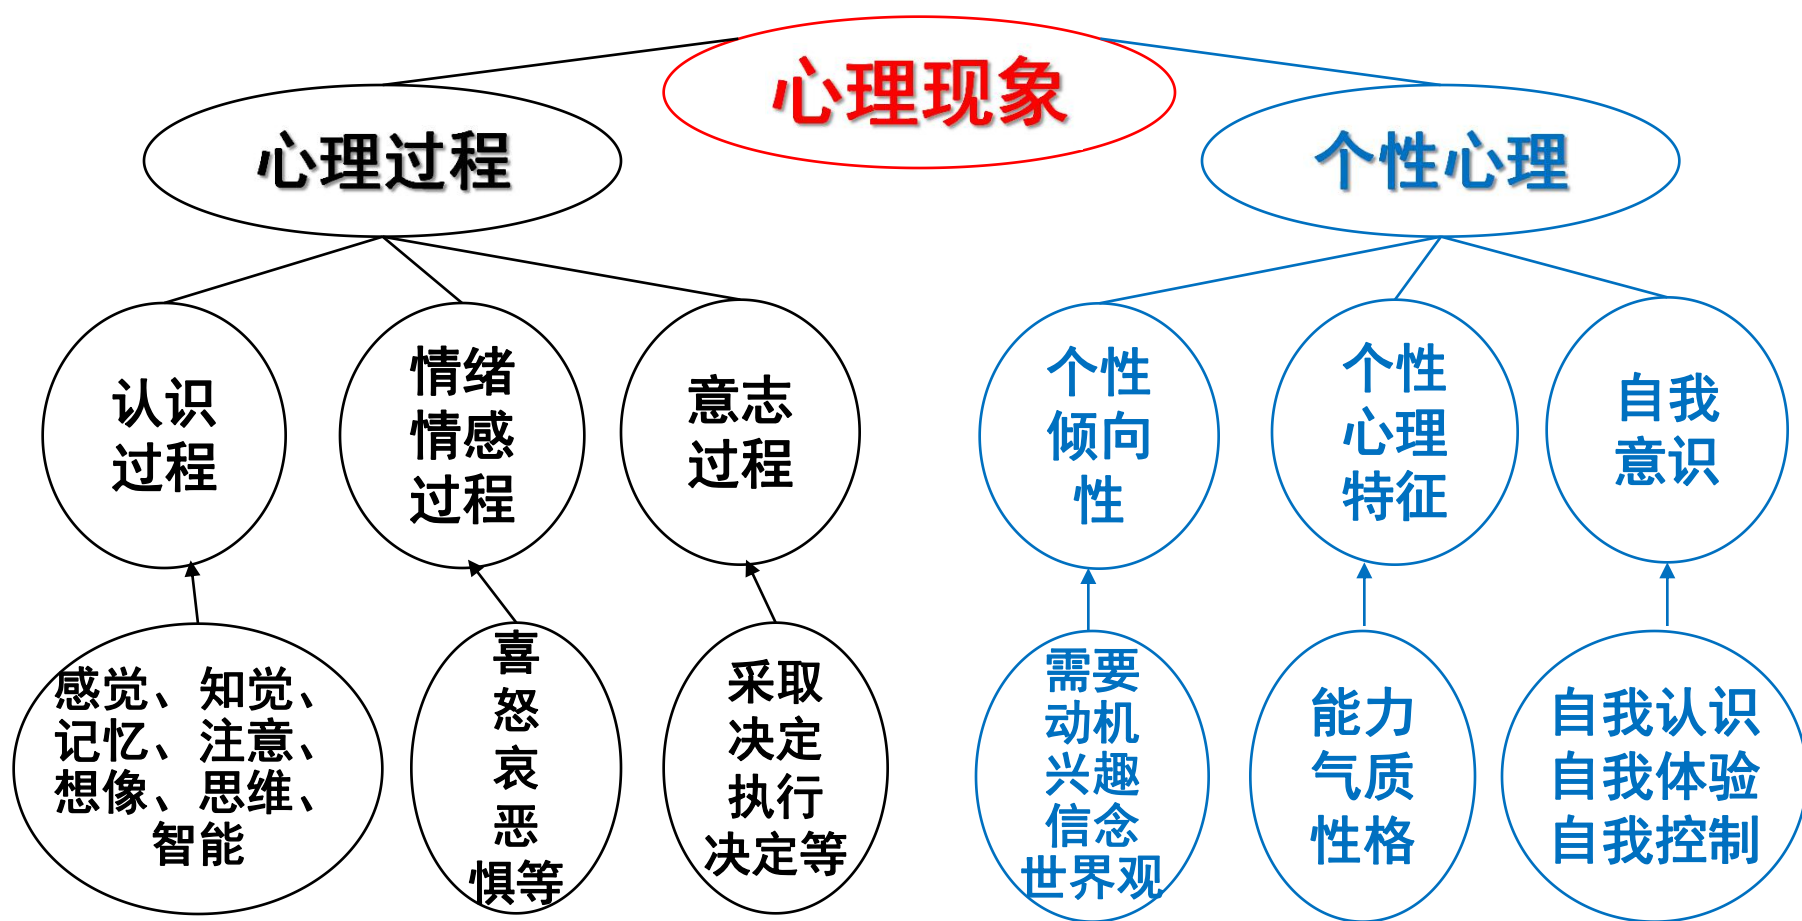 心理现象
心理过程
个性心理
认识
过程
情绪
情感
过程
意志
过程
个性
倾向
性
个性
心理
特征
自我
意识
感觉、知觉、
记忆、注意、
想像、思维、
智能
喜
怒
哀
恶
惧等
采取
决定
执行
决定等
需要
动机
兴趣
信念
世界观
能力
气质
性格
自我认识
自我体验
自我控制